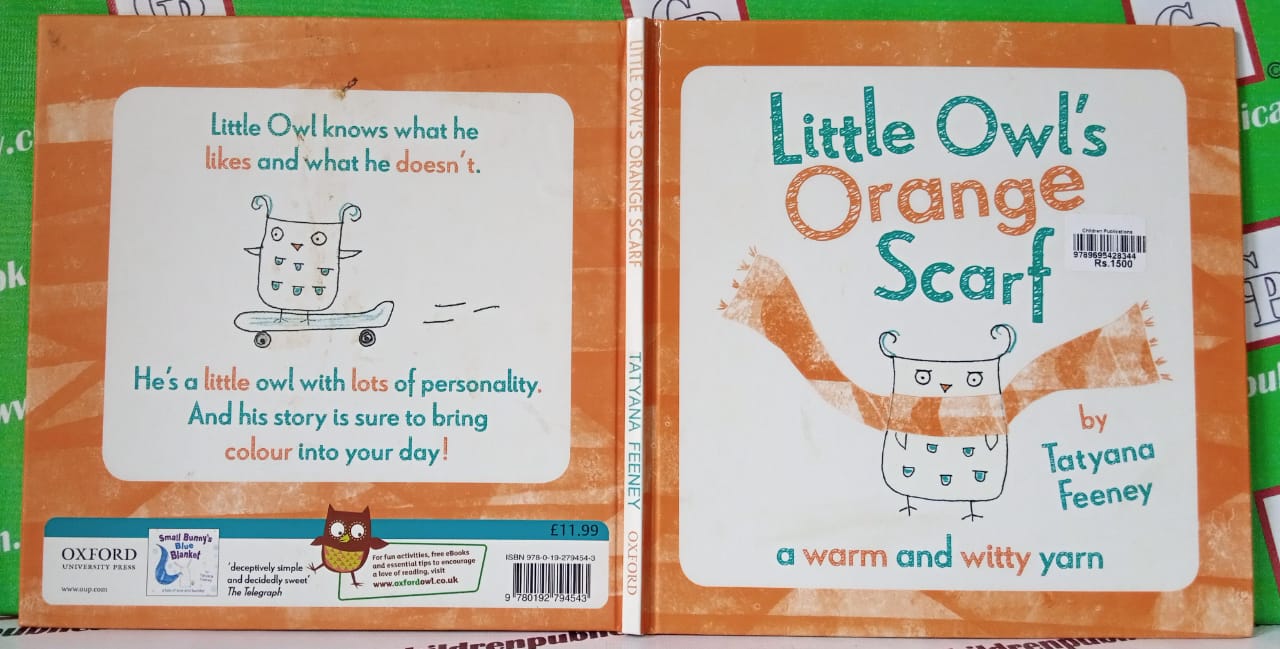 Little Owl knows what he
likes and what he doesn't.
He's a little owl with lots of personality.
And his story is sure to bring
colour into your day!
£11.99
OXFORD
UNIVERSITY PRESS
www.oup.com
Small Bunny's
Blue
Blanket
'deceptively simple
and decidedly sweet'
The Telegraph
For fun activities, free eBooks
and essential tips to encourage
a love of reading, visit
www.oxfordowl.co.uk
ISBN 978-0-19-279454-3
9 780192 794543
LITTLE OWL'S ORANGE SCARF
TATYANA FEENEY
OXFORD
Little Owl's
Orange
Scarf
Children Publications
9789695428344
Rs.1500
by
Tatyana
Feeney
a warm and witty yarn